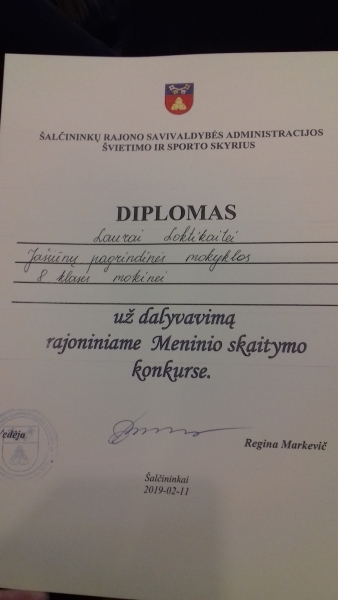 ŠALČININKŲ RAJONO SAVIVALDYBĖS ADMINISTRACIJOS
ŠVIETIMO IR SPORTO SKYRIUS
DIPLOMAS
Laurai Loktikaitei
Jašiūnų pagrindinės mokyklos
8 klasės mokinei
už dalyvavimą
rajoniniame Meninio skaitymo
konkurse.
Vedėja
Regina Markevič
Šalčininkai
2019-02-11